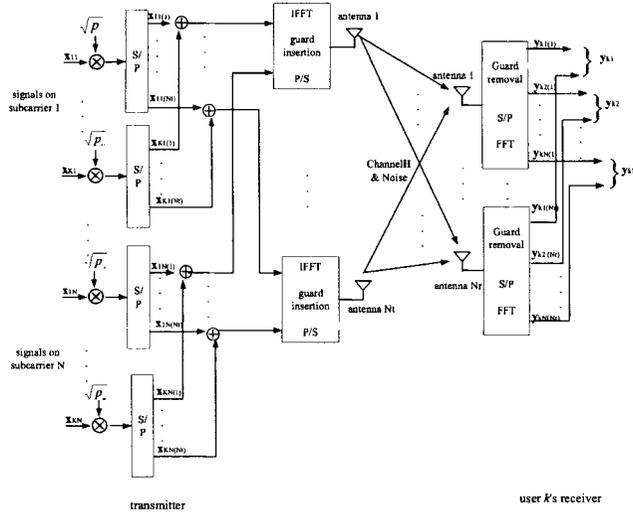 √p
x11
S/
P
x11(1)
x11(Nt)
signals on
subcarrier 1
√p
xK1
S/
P
xK1(1)
xK1(Nt)
√p
x1N
S/
P
x1N(1)
x1N(Nt)
signals on
subcarrier N
√p
xKN
S/
P
xKN(1)
xKN(Nt)
IFFT
guard
insertion
P/S
antenna 1
IFFT
guard
insertion
P/S
antenna Nt
ChannelH
& Noise
antenna 1
Guard
removal
S/P
FFT
yk1(1)
yk2(1)
ykN(1)
yk1
yk2
antenna Nr
Guard
removal
S/P
FFT
yk2(Nr)
ykN(Nr)
transmitter
user k's receiver